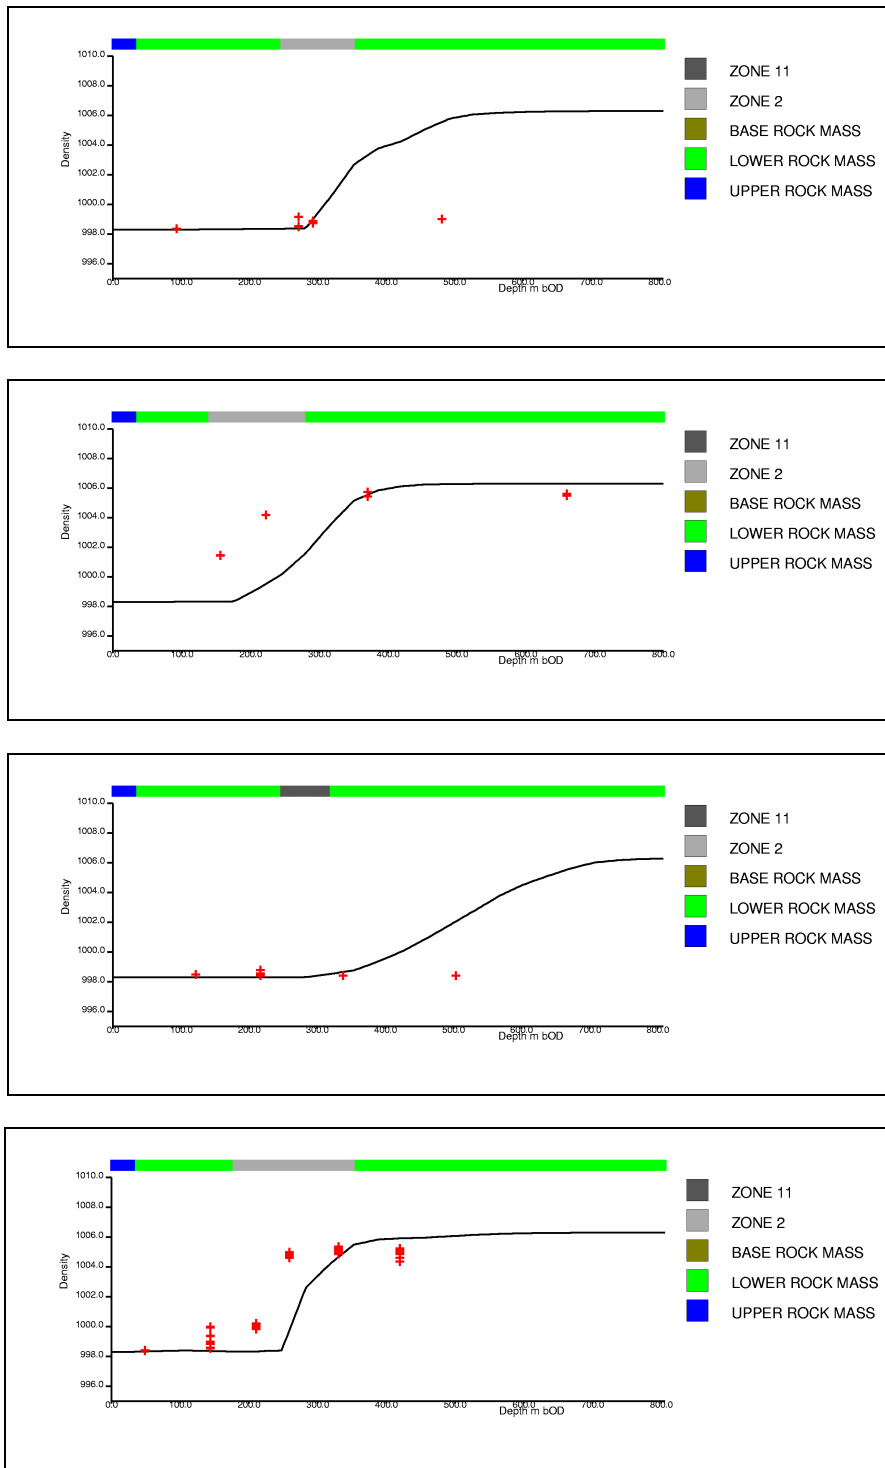 1010.0
1008.0
1006.0
1004.0
1002.0
1000.0
998.0
996.0
Density
0.0 100.0 200.0 300.0 400.0 500.0 600.0 700.0 800.0
Depth m bOD
ZONE 11
ZONE 2
BASE ROCK MASS
LOWER ROCK MASS
UPPER ROCK MASS
1010.0
1008.0
1006.0
1004.0
1002.0
1000.0
998.0
996.0
Density
0.0 100.0 200.0 300.0 400.0 500.0 600.0 700.0 800.0
Depth m bOD
ZONE 11
ZONE 2
BASE ROCK MASS
LOWER ROCK MASS
UPPER ROCK MASS
1010.0
1008.0
1006.0
1004.0
1002.0
1000.0
998.0
996.0
Density
0.0 100.0 200.0 300.0 400.0 500.0 600.0 700.0 800.0
Depth m bOD
ZONE 11
ZONE 2
BASE ROCK MASS
LOWER ROCK MASS
UPPER ROCK MASS
1010.0
1008.0
1006.0
1004.0
1002.0
1000.0
998.0
996.0
Density
0.0 100.0 200.0 300.0 400.0 500.0 600.0 700.0 800.0
Depth m bOD
ZONE 11
ZONE 2
BASE ROCK MASS
LOWER ROCK MASS
UPPER ROCK MASS